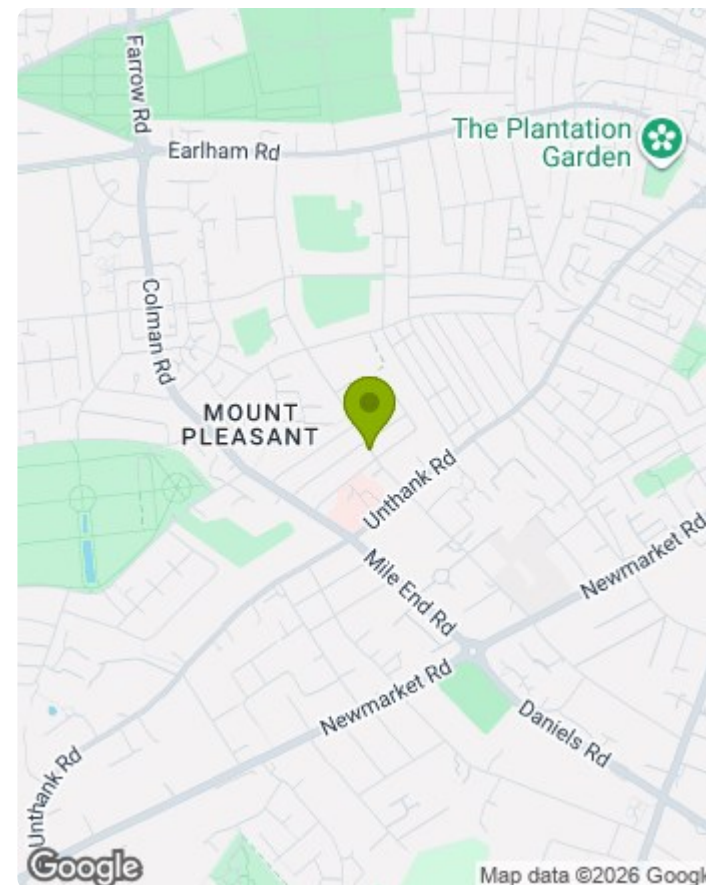 Farrow Rd
Earlham Rd
The Plantation
Garden
Colman Rd
MOUNT
PLEASANT
Unthank Rd
Newmarket Rd
Mile End Rd
Newmarket Rd
Daniels Rd
Unthank Rd
Google
Map data ©2026 Google